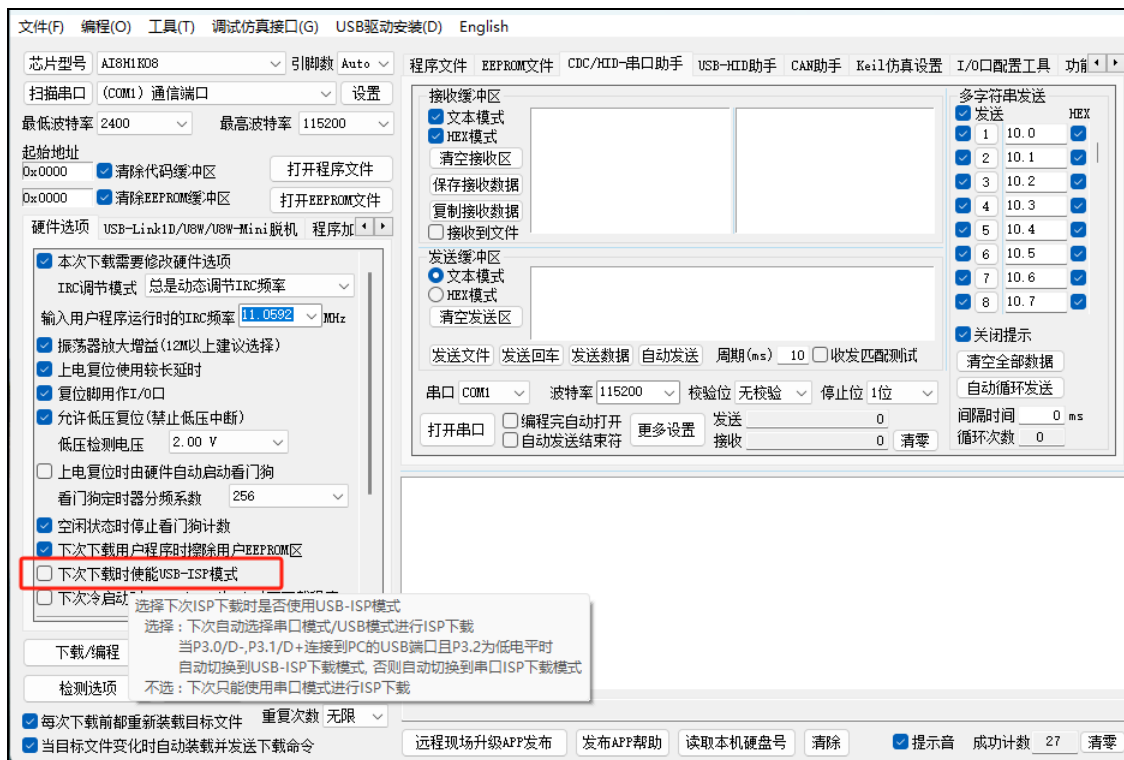 文件(F) 编程(O) 工具(T) 调试仿真接口(G) USB驱动安装(D) English
芯片型号 AI8H1K08 引脚数 Auto
扫描串口 (COM1) 通信端口 设置
最低波特率 2400 最高波特率 115200
起始地址
0x0000 清除代码缓冲区 打开程序文件
0x0000 清除EEPROM缓冲区 打开EEPROM文件
硬件选项 USB-Link1D/U8W/U8W-Mini脱机 程序加
本次下载需要修改硬件选项
IRC调节模式 总是动态调节IRC频率
输入用户程序运行时的IRC频率 11.0592 MHz
振荡器放大增益(12M以上建议选择)
上电复位使用较长延时
复位脚用作I/O口
允许低压复位(禁止低压中断)
低压检测电压 2.00 V
上电复位时由硬件自动启动看门狗
看门狗定时器分频系数 256
空闲状态时停止看门狗计数
下次下载用户程序时擦除用户EEPROM区
下次下载时使能USB-ISP模式
下次冷启动
选择下次ISP下载时是否使用USB-ISP模式
选择：下次自动选择串口模式/USB模式进行ISP下载
当P3.0/D-,P3.1/D+连接到PC的USB端口且P3.2为低电平时
自动切换到USB-ISP下载模式, 否则自动切换到串口ISP下载模式
不选：下次只能使用串口模式进行ISP下载
下载/编程
检测选项
每次下载前都重新装载目标文件 重复次数 无限
当目标文件变化时自动装载并发送下载命令
程序文件 EEPROM文件 CDC/HID-串口助手 USB-HID助手 CAN助手 Keil仿真设置 I/O口配置工具 功能
接收缓冲区
文本模式
HEX模式
清空接收区
保存接收数据
复制接收数据
接收到文件
发送缓冲区
文本模式
HEX模式
清空发送区
发送文件 发送回车 发送数据 自动发送 周期(ms) 10 收发匹配测试
串口 COM1 波特率 115200 校验位 无校验 停止位 1位
打开串口 编程完自动打开 更多设置 发送 0
自动发送结束符 接收 0 清零
多字符串发送
发送 HEX
1 10.0
2 10.1
3 10.2
4 10.3
5 10.4
6 10.5
7 10.6
8 10.7
关闭提示
清空全部数据
自动循环发送
间隔时间 0 ms
循环次数 0
远程现场升级APP发布 发布APP帮助 读取本机硬盘号 清除 提示音 成功计数 27 清零